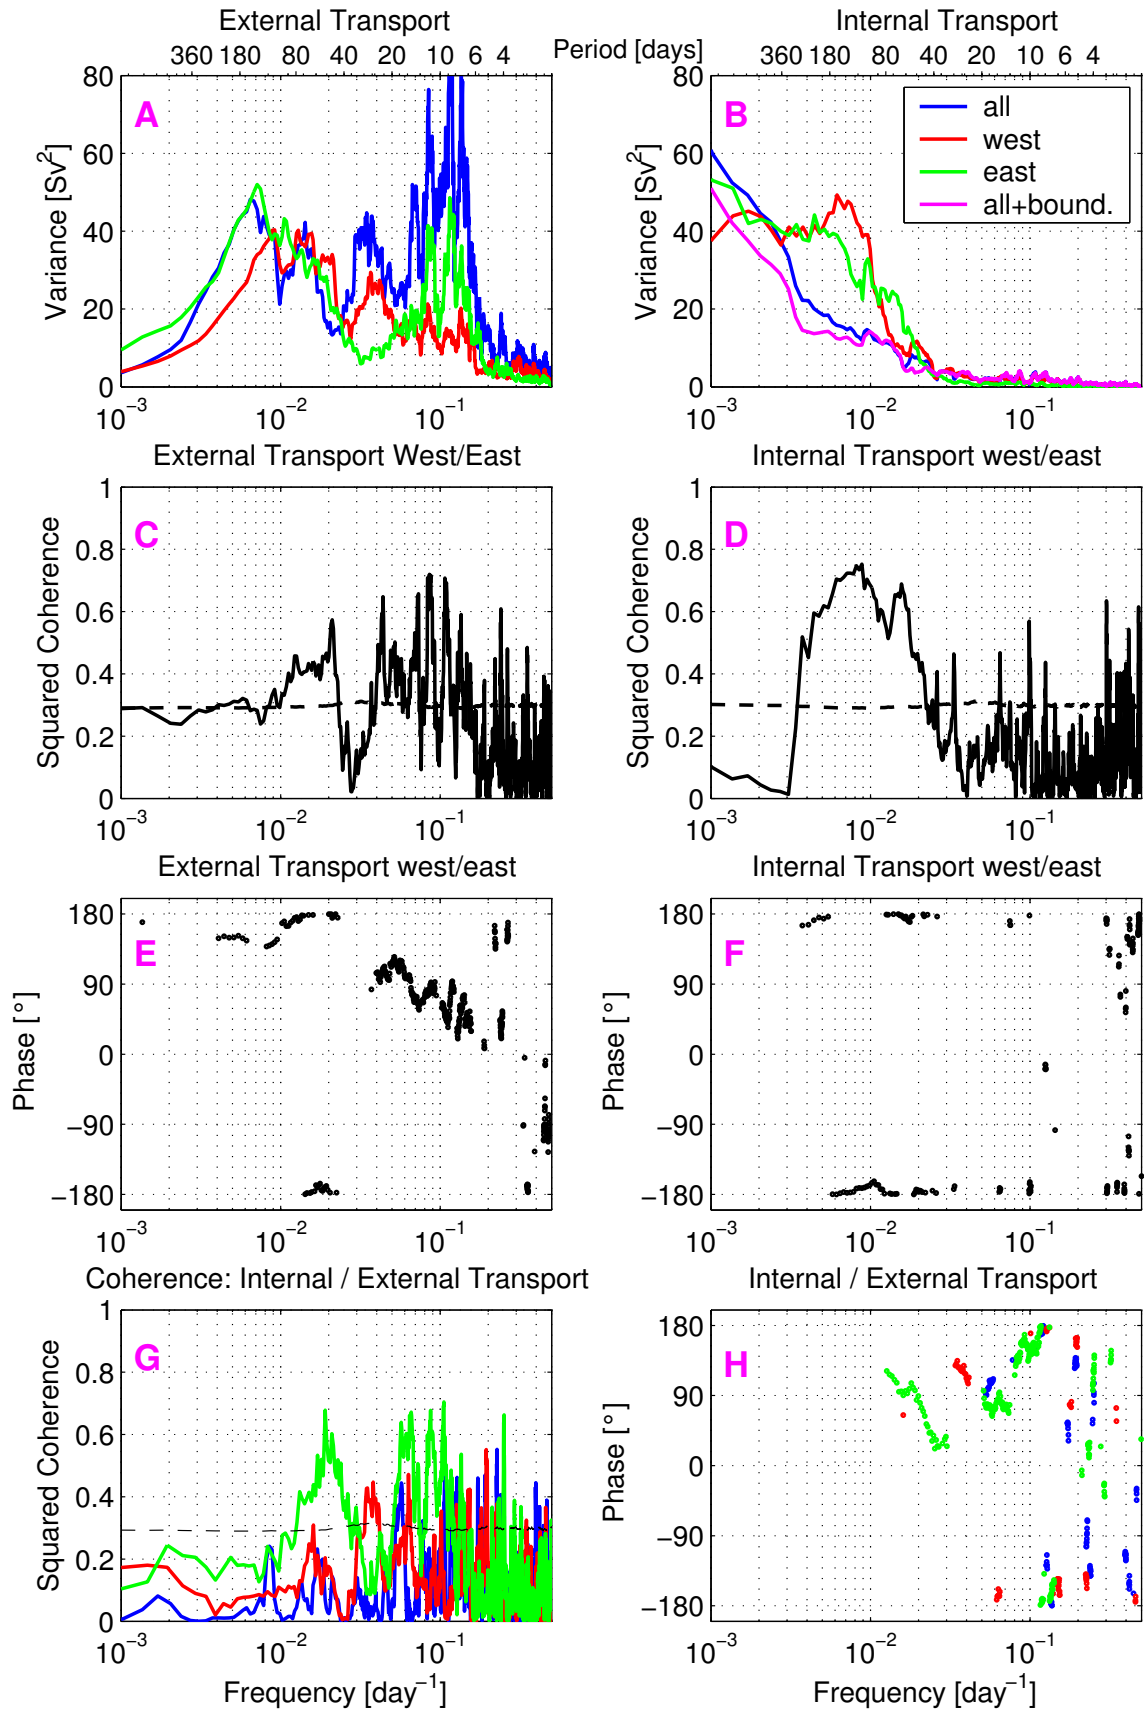 External Transport
Internal Transport
360 180 80 40 20 10 6 4
Period [days]
360 180 80 40 20 10 6 4
A
80
60
40
20
0
Variance [Sv²]
10⁻³ 10⁻² 10⁻¹
B
all
west
east
all+bound.
80
60
40
20
0
Variance [Sv²]
10⁻³ 10⁻² 10⁻¹
External Transport West/East
C
1
0.8
0.6
0.4
0.2
0
Squared Coherence
10⁻³ 10⁻² 10⁻¹
Internal Transport west/east
D
1
0.8
0.6
0.4
0.2
0
Squared Coherence
10⁻³ 10⁻² 10⁻¹
External Transport west/east
E
180
90
0
−90
−180
Phase [°]
10⁻³ 10⁻² 10⁻¹
Internal Transport west/east
F
180
90
0
−90
−180
Phase [°]
10⁻³ 10⁻² 10⁻¹
Coherence: Internal / External Transport
G
1
0.8
0.6
0.4
0.2
0
Squared Coherence
10⁻³ 10⁻² 10⁻¹
Frequency [day⁻¹]
Internal / External Transport
H
180
90
0
−90
−180
Phase [°]
10⁻³ 10⁻² 10⁻¹
Frequency [day⁻¹]